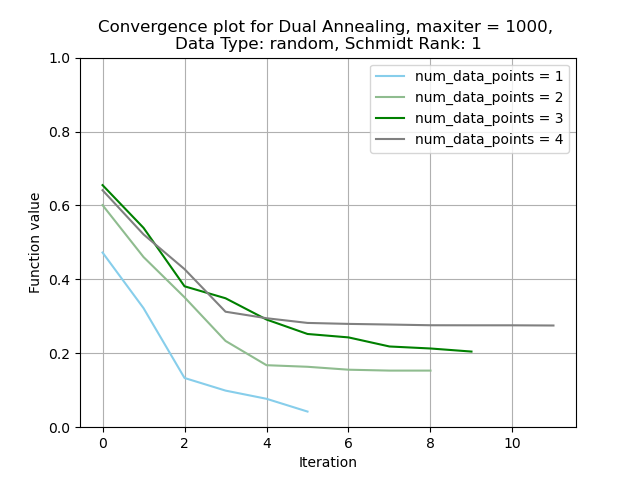 Convergence plot for Dual Annealing, maxiter = 1000,
Data Type: random, Schmidt Rank: 1
num_data_points = 1
num_data_points = 2
num_data_points = 3
num_data_points = 4
Function value
1.0
0.8
0.6
0.4
0.2
0.0
0 2 4 6 8 10
Iteration